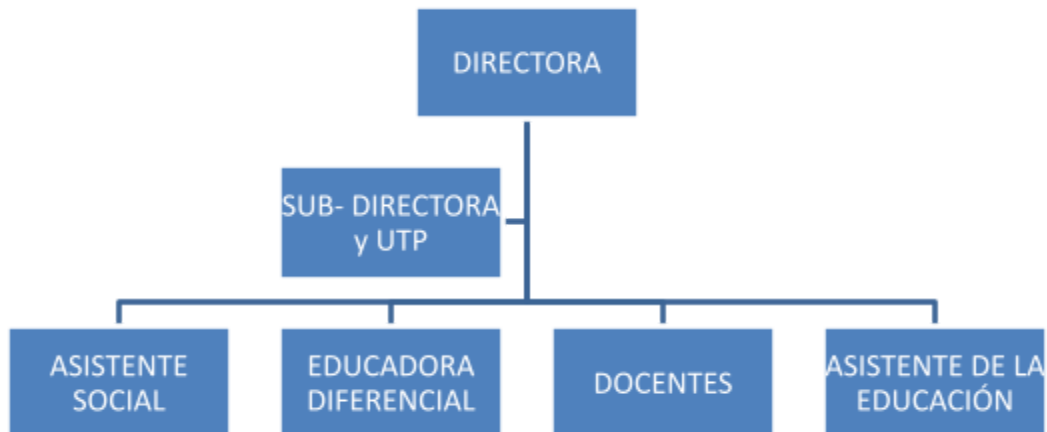 DIRECTORA
SUB- DIRECTORA
y UTP
ASISTENTE
SOCIAL
EDUCADORA
DIFERENCIAL
DOCENTES
ASISTENTE DE LA
EDUCACIÓN